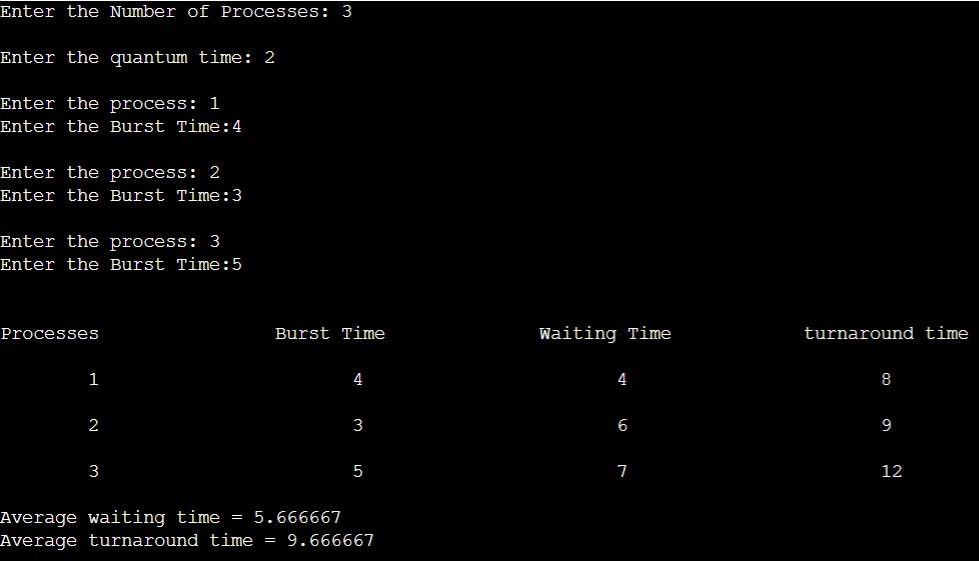 Enter the Number of Processes: 3
Enter the quantum time: 2
Enter the process: 1
Enter the Burst Time:4
Enter the process: 2
Enter the Burst Time:3
Enter the process: 3
Enter the Burst Time:5
Processes Burst Time Waiting Time turnaround time
1 4 4 8
2 3 6 9
3 5 7 12
Average waiting time = 5.666667
Average turnaround time = 9.666667